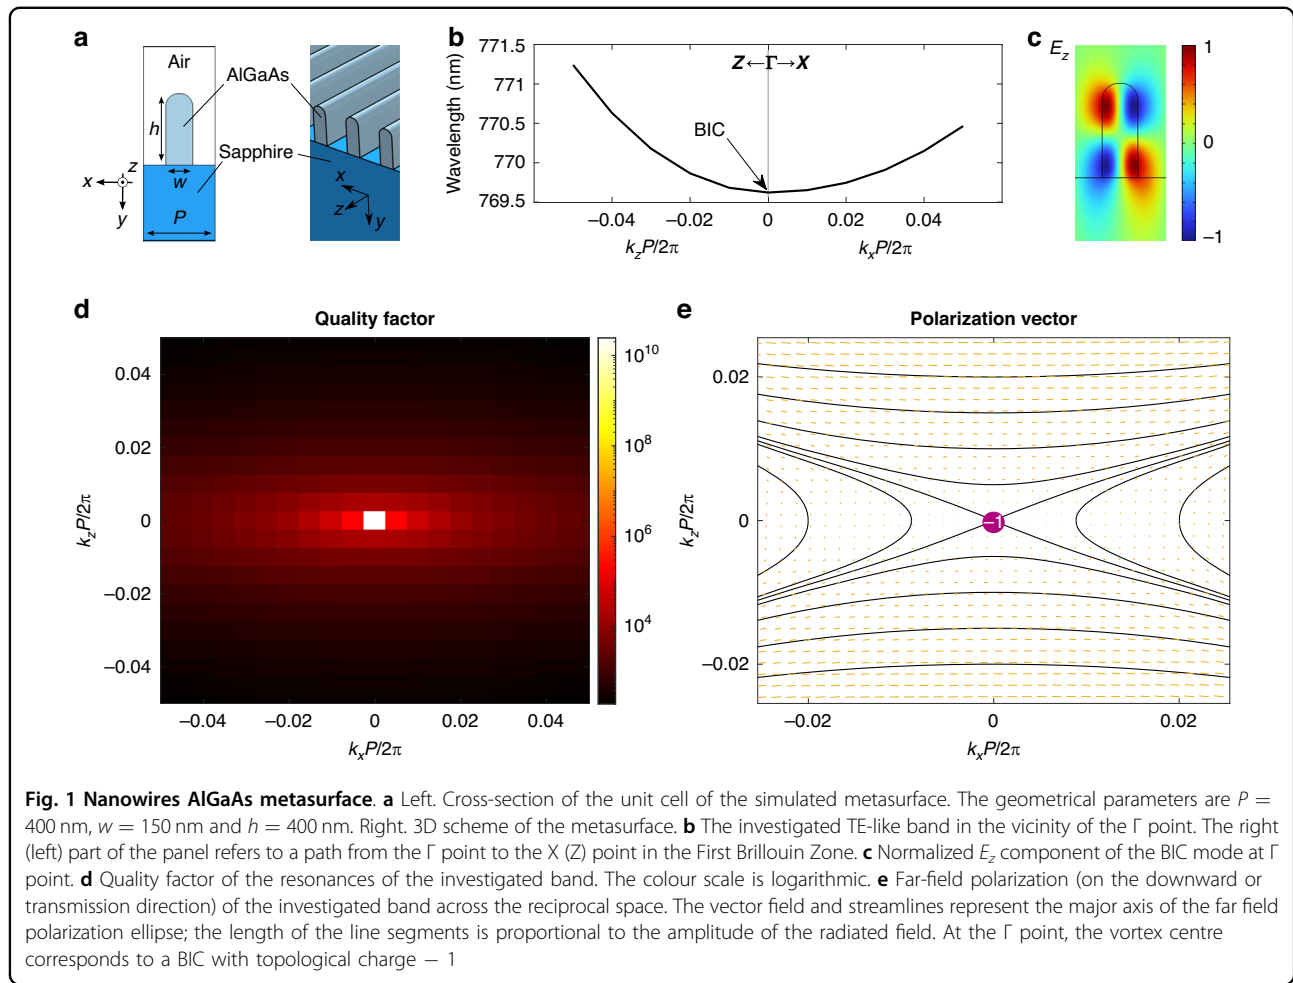 a
Air
AlGaAs
h
Sapphire
z
w
x
y
P
x
z
y
b
771.5
771
770.5
770
769.5
Wavelength (nm)
Z←Γ→X
BIC
−0.04
−0.02
0
0.02
0.04
k_zP/2π
k_xP/2π
c
E_z
1
0
−1
d
Quality factor
0.04
0.02
0
−0.02
−0.04
k_zP/2π
−0.04
−0.02
0
0.02
0.04
k_xP/2π
10^10
10^8
10^6
10^4
e
Polarization vector
0.02
0
−0.02
k_zP/2π
−1
−0.02
0
0.02
k_xP/2π
Fig. 1 Nanowires AlGaAs metasurface. a Left. Cross-section of the unit cell of the simulated metasurface. The geometrical parameters are P =
400 nm, w = 150 nm and h = 400 nm. Right. 3D scheme of the metasurface. b The investigated TE-like band in the vicinity of the Γ point. The right
(left) part of the panel refers to a path from the Γ point to the X (Z) point in the First Brillouin Zone. c Normalized E_z component of the BIC mode at Γ
point. d Quality factor of the resonances of the investigated band. The colour scale is logarithmic. e Far-field polarization (on the downward or
transmission direction) of the investigated band across the reciprocal space. The vector field and streamlines represent the major axis of the far field
polarization ellipse; the length of the line segments is proportional to the amplitude of the radiated field. At the Γ point, the vortex centre
corresponds to a BIC with topological charge − 1